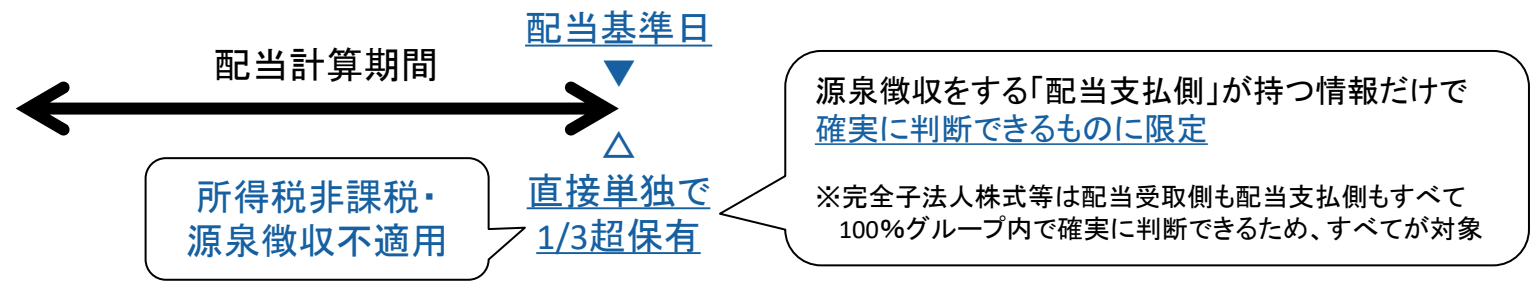 配当基準日
▼
配当計算期間
△
直接単独で
1/3超保有
所得税非課税・
源泉徴収不適用
源泉徴収をする「配当支払側」が持つ情報だけで
確実に判断できるものに限定
※完全子法人株式等は配当受取側も配当支払側もすべて
100%グループ内で確実に判断できるため、すべてが対象